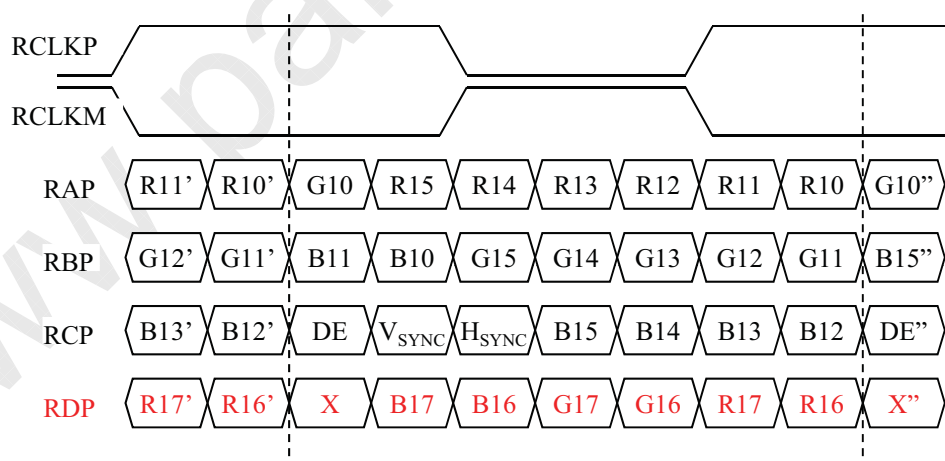 RCLKP
RCLKM
RAP R11’ R10’ G10 R15 R14 R13 R12 R11 R10 G10”
RBP G12’ G11’ B11 B10 G15 G14 G13 G12 G11 B15”
RCP B13’ B12’ DE VSYNC HSYNC B15 B14 B13 B12 DE”
RDP R17’ R16’ X B17 B16 G17 G16 R17 R16 X”